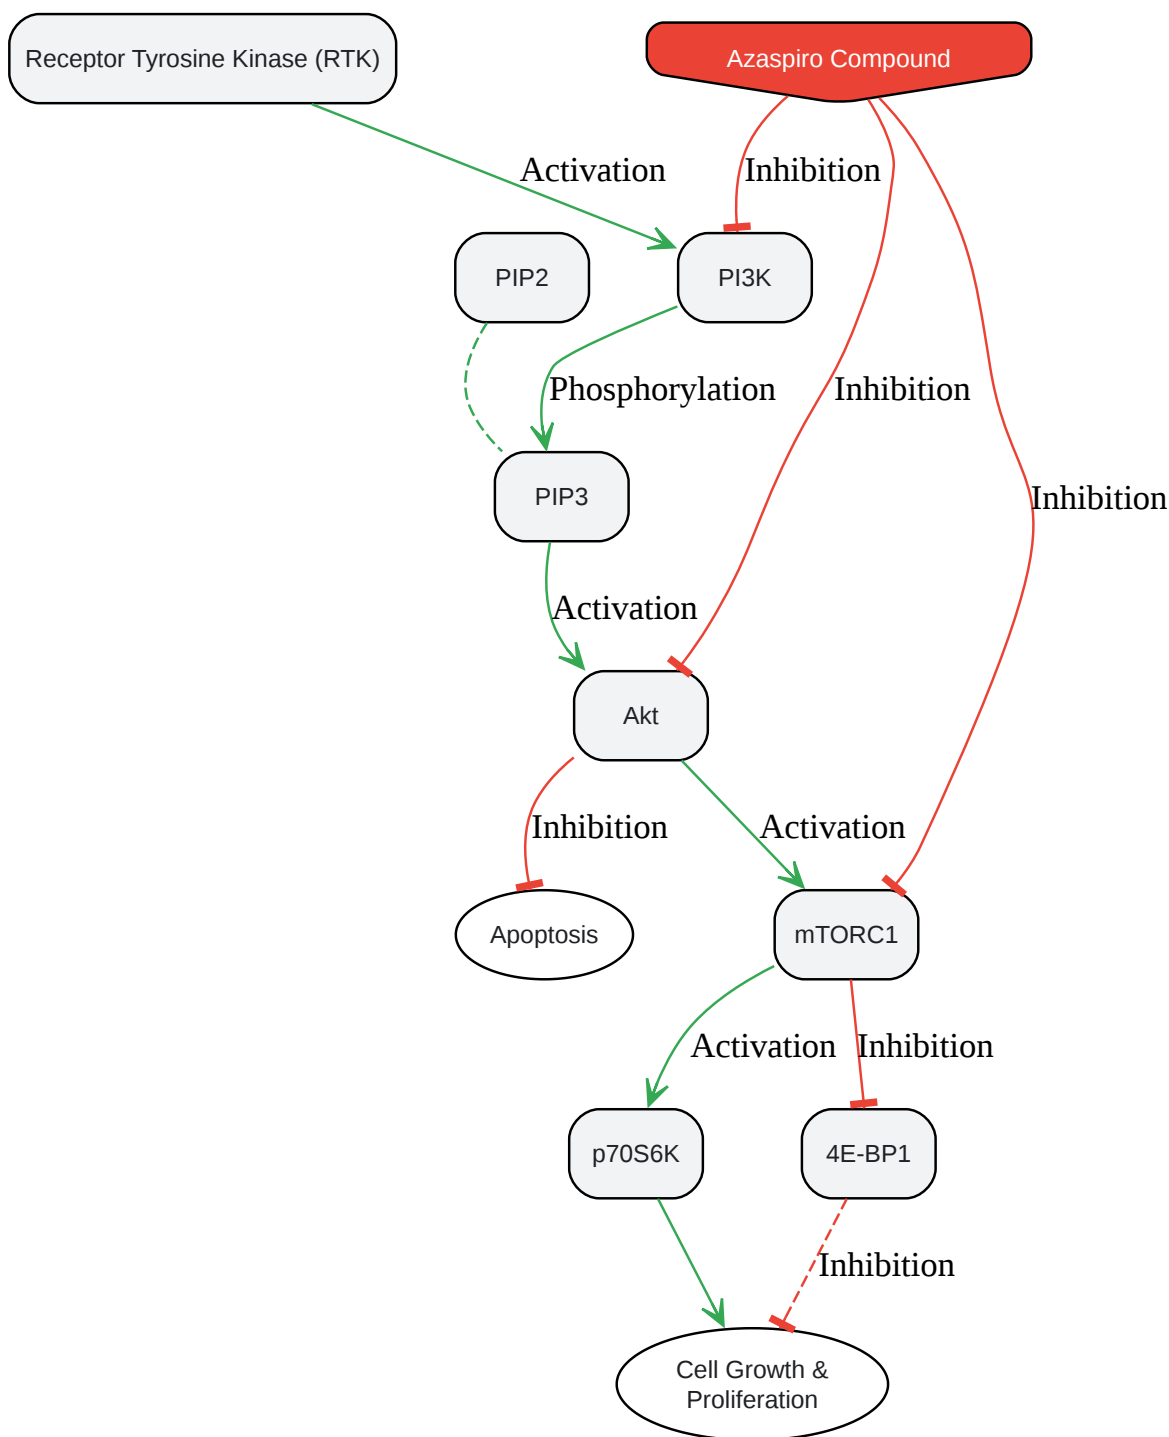 Receptor Tyrosine Kinase (RTK)
Azaspiro Compound
Activation
Inhibition
PIP2
PI3K
Phosphorylation
Inhibition
PIP3
Inhibition
Activation
Akt
Inhibition
Activation
Apoptosis
mTORC1
Activation
Inhibition
p70S6K
4E-BP1
Inhibition
Cell Growth &
Proliferation